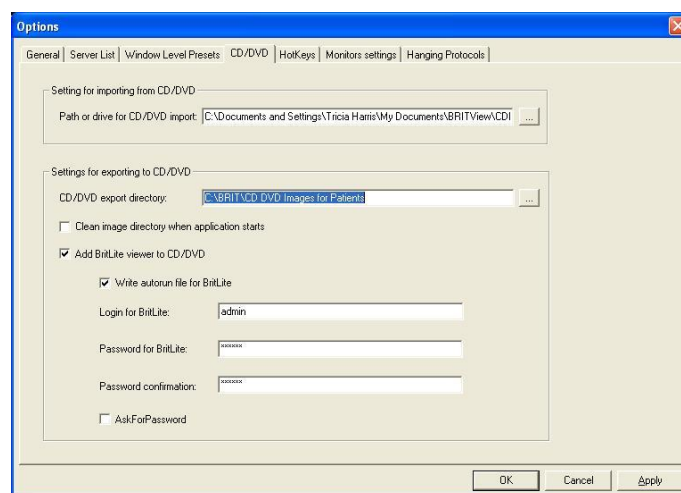 Options
General Server List Window Level Presets CD/DVD HotKeys Monitors settings Hanging Protocols
Setting for importing from CD/DVD
Path or drive for CD/DVD import: C:\Documents and Settings\Tricia Harris\My Documents\BRITView\CDI ...
Settings for exporting to CD/DVD
CD/DVD export directory: C:\BRIT\CD DVD Images for Patients ...
Clean image directory when application starts
Add BritLite viewer to CD/DVD
Write autorun file for BritLite
Login for BritLite: admin
Password for BritLite: ××××××
Password confirmation: ××××××
AskForPassword
OK Cancel Apply